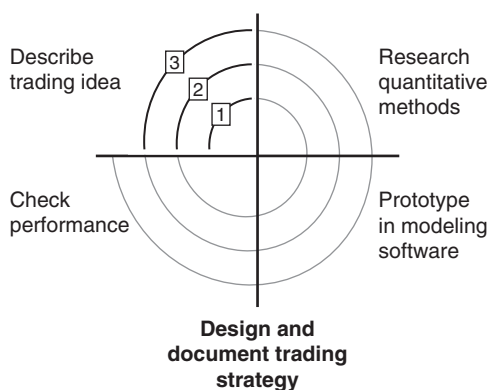 Describe
trading idea
3
2
1
Research
quantitative
methods
Check
performance
Prototype
in modeling
software
Design and
document trading
strategy